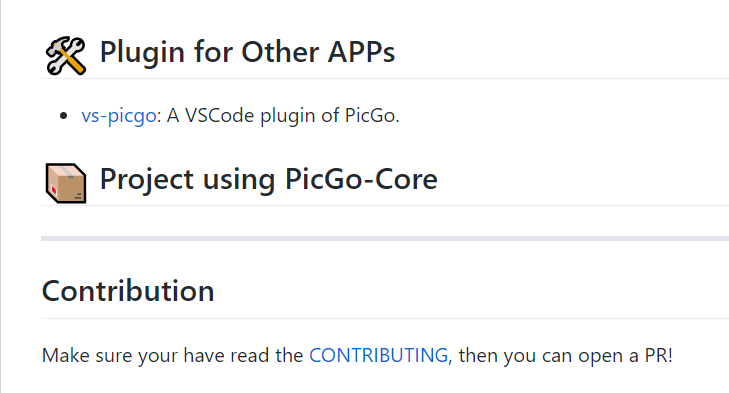 Plugin for Other APPs
vs-picgo: A VSCode plugin of PicGo.
Project using PicGo-Core
Contribution
Make sure your have read the CONTRIBUTING, then you can open a PR!